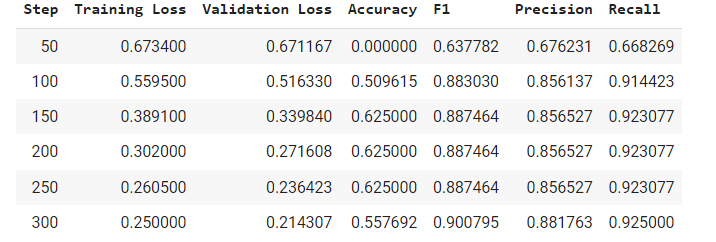 Step Training Loss Validation Loss Accuracy F1 Precision Recall
50 0.673400 0.671167 0.000000 0.637782 0.676231 0.668269
100 0.559500 0.516330 0.509615 0.883030 0.856137 0.914423
150 0.389100 0.339840 0.625000 0.887464 0.856527 0.923077
200 0.302000 0.271608 0.625000 0.887464 0.856527 0.923077
250 0.260500 0.236423 0.625000 0.887464 0.856527 0.923077
300 0.250000 0.214307 0.557692 0.900795 0.881763 0.925000